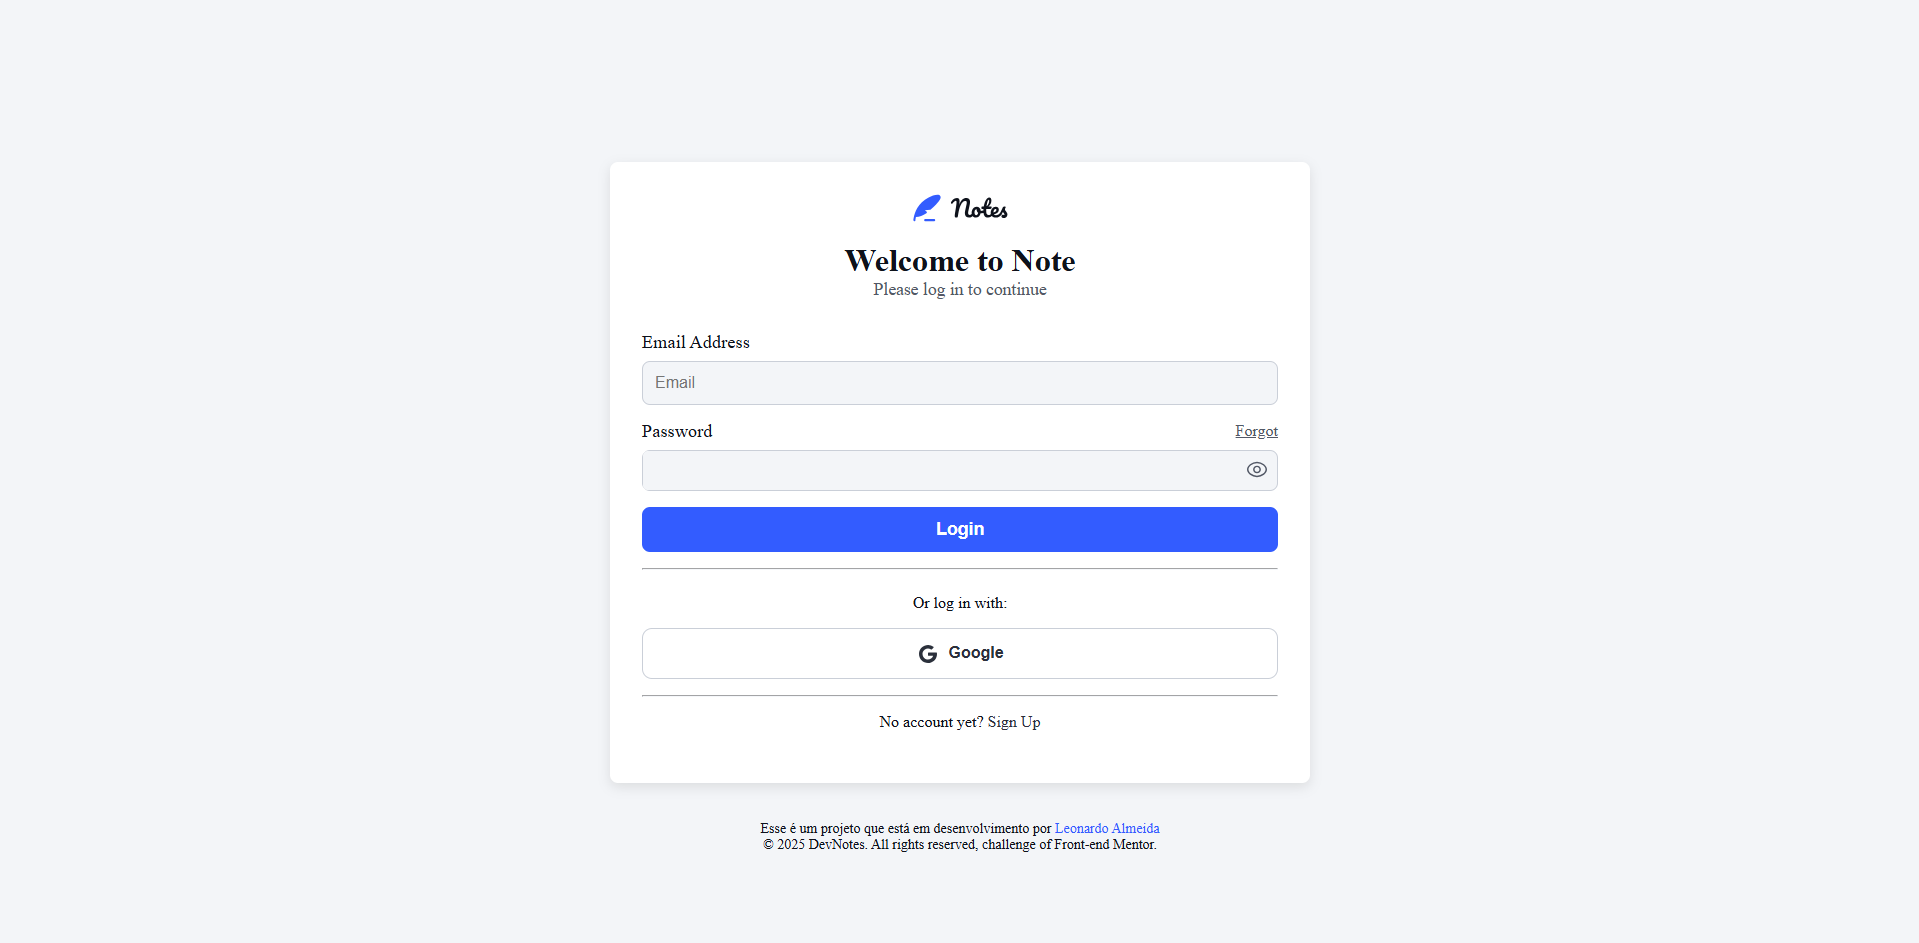 Notes
Welcome to Note
Please log in to continue
Email Address
Email
Password Forgot
Login
Or log in with:
Google
No account yet? Sign Up
Esse é um projeto que está em desenvolvimento por Leonardo Almeida
© 2025 DevNotes. All rights reserved, challenge of Front-end Mentor.